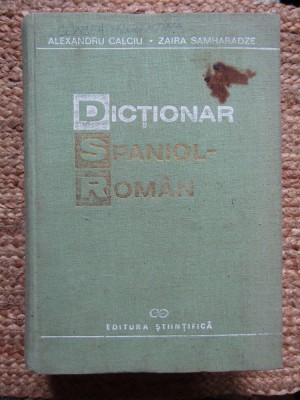 ALEXANDRU CALCIU • ZAIRA SAMHARADZE
DICȚIONAR
SPANIOL-
ROMÂN
EDITURA ȘTIINȚIFICĂ